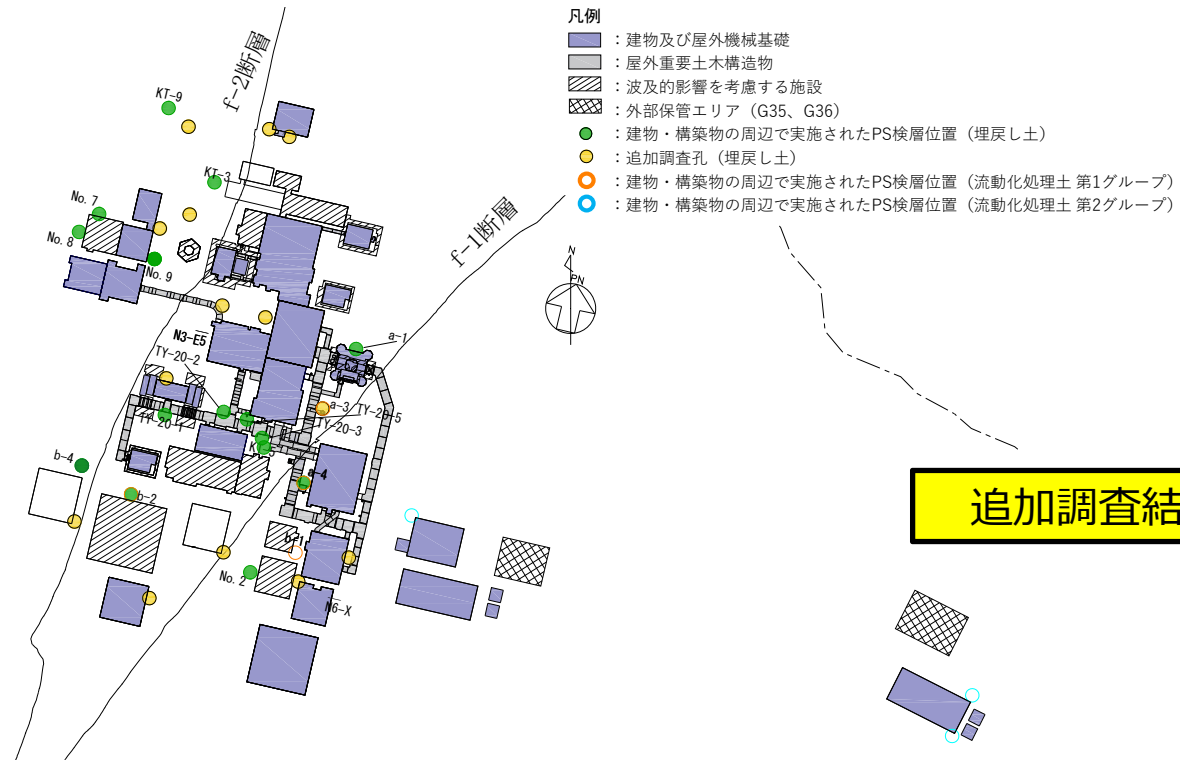 凡例
：建物及び屋外機械基礎
：屋外重要土木構造物
：波及的影響を考慮する施設
：外部保管エリア（G35、G36）
：建物・構築物の周辺で実施されたPS検層位置（埋戻し土）
：追加調査孔（埋戻し土）
：建物・構築物の周辺で実施されたPS検層位置（流動化処理土 第1グループ）
：建物・構築物の周辺で実施されたPS検層位置（流動化処理土 第2グループ）
f-2断層
KT-9
KT-3
No. 7
No. 8
No. 9
f-1断層
N
PN
N3-E5
TY-20-2
a-1
a-3
TY-20-5
TY-20-1
TY-20-3
b-4
a-4
b-2
b-1
No. 2
N6-X
追加調査結